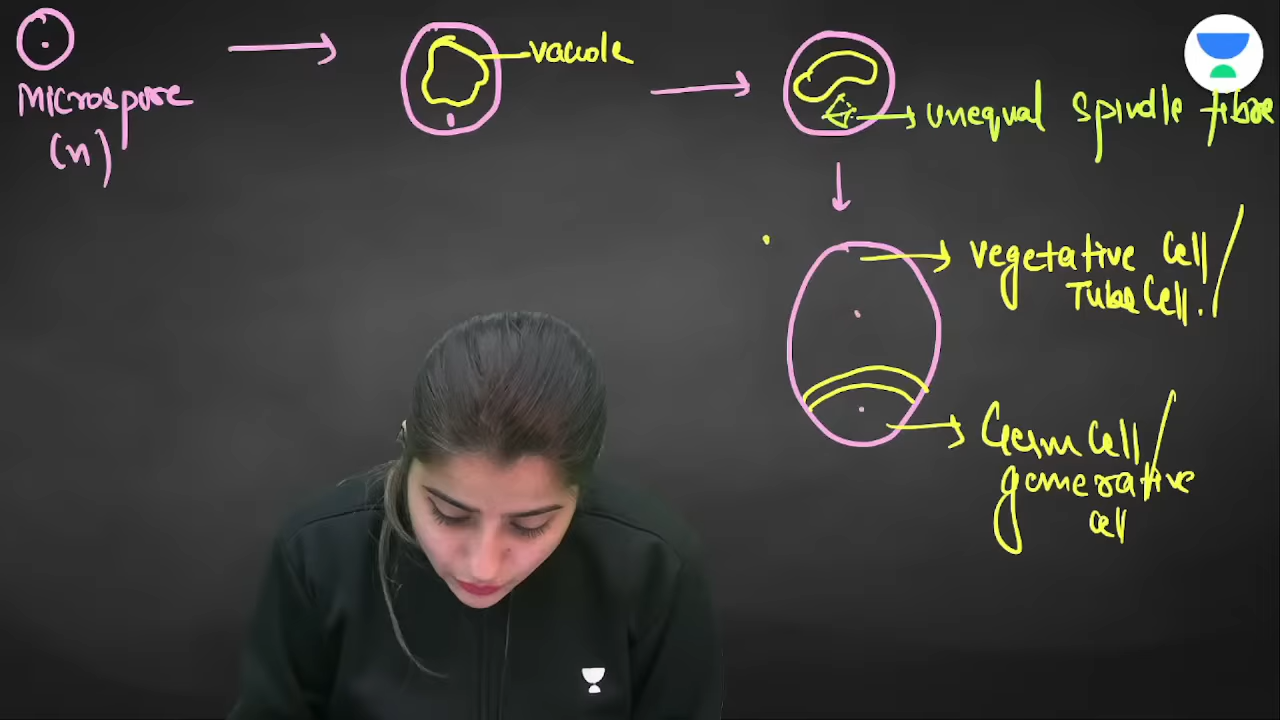 Microspore
(n)
vacuole
unequal spindle fibre
vegetative cell/
Tube cell.
Germ cell/
generative
cell